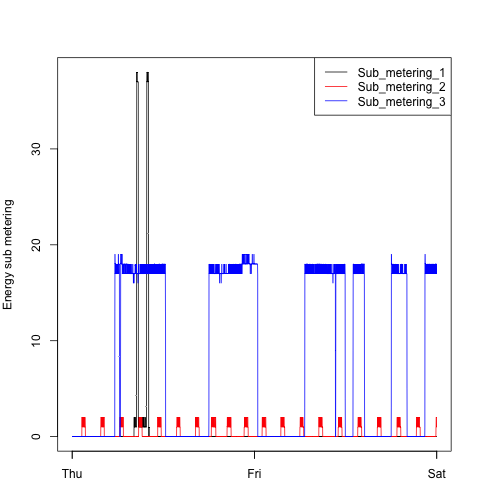 Sub_metering_1
Sub_metering_2
Sub_metering_3
Energy sub metering
30
20
10
0
Thu
Fri
Sat